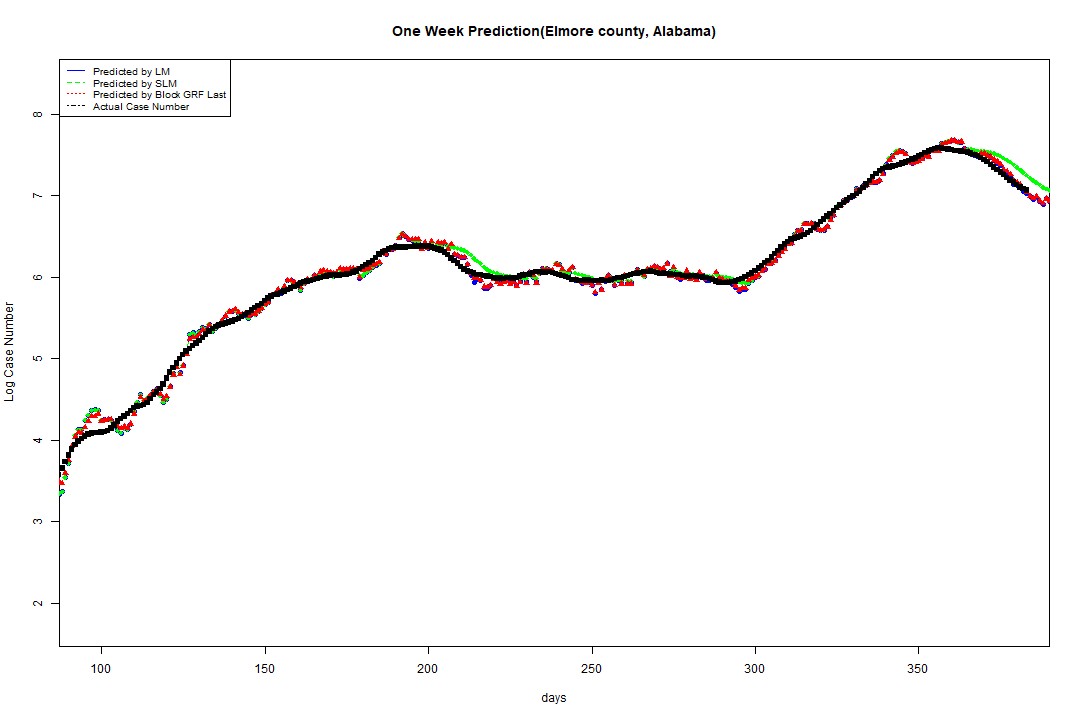 One Week Prediction(Elmore county, Alabama)
Predicted by LM
Predicted by SLM
Predicted by Block GRF Last
Actual Case Number
8
7
6
5
4
3
2
Log Case Number
100 150 200 250 300 350
days